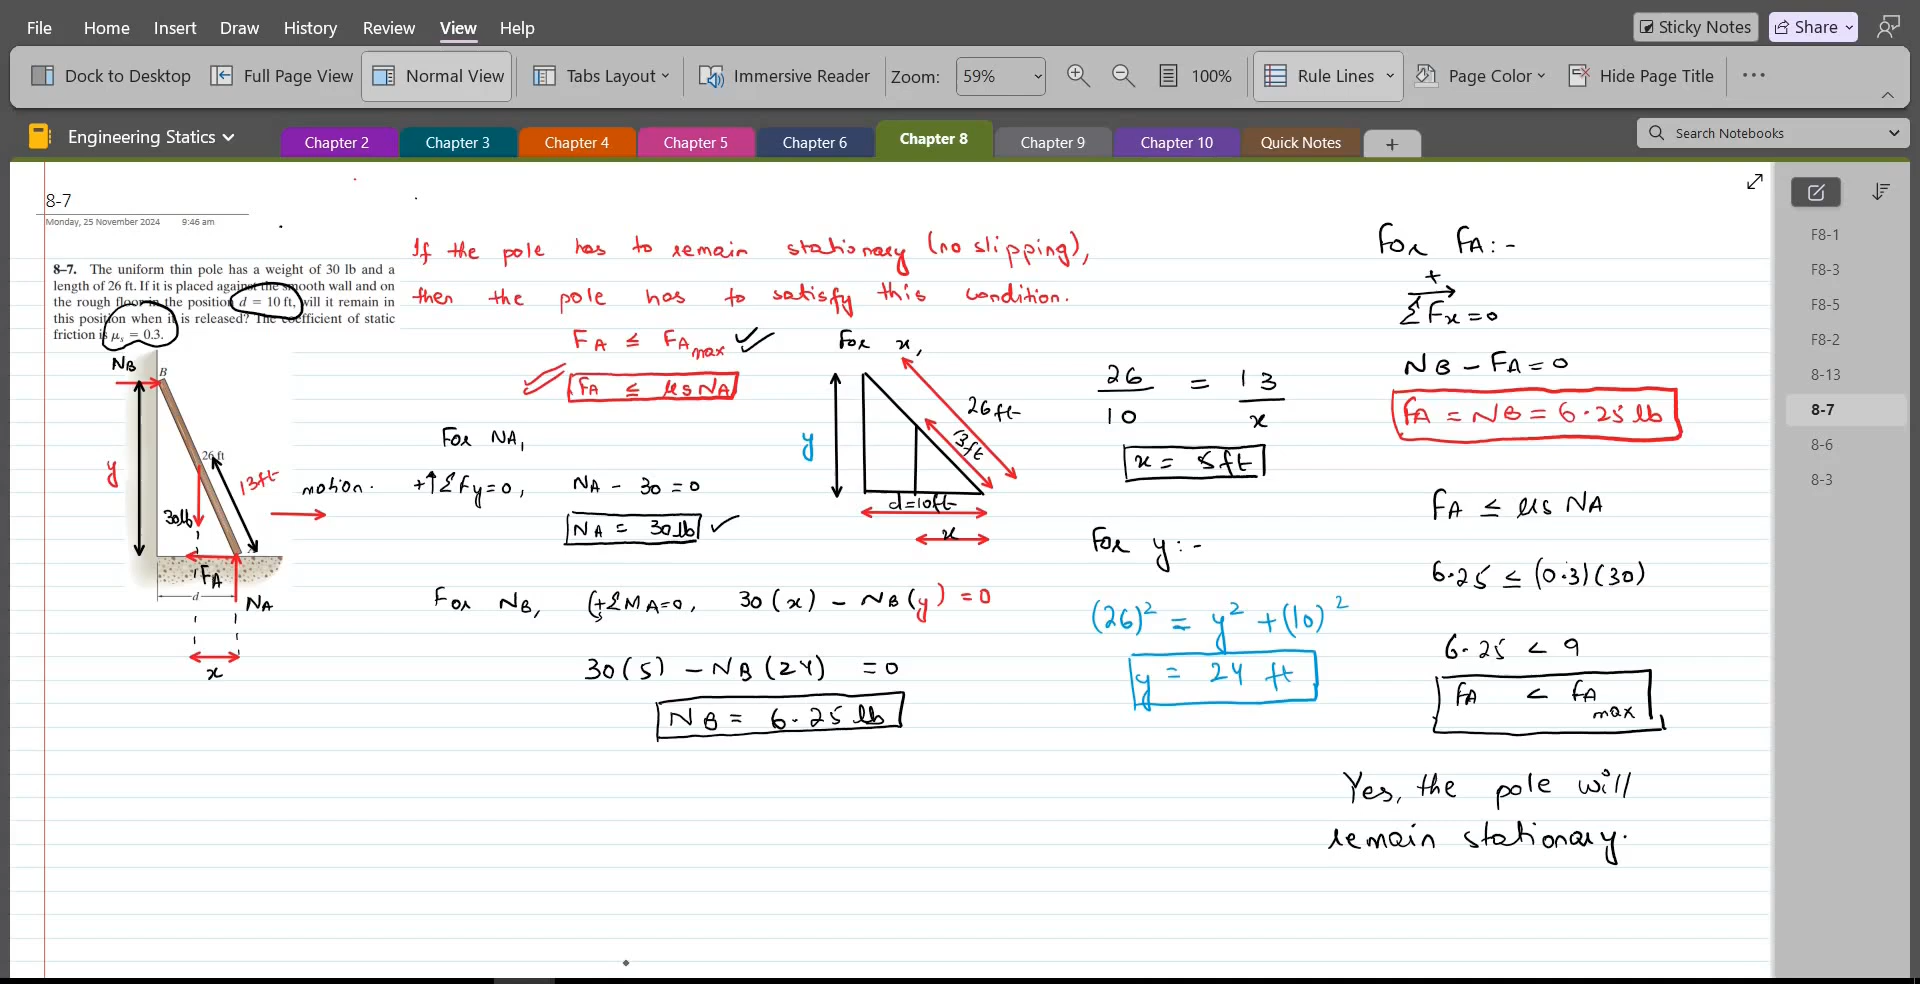 File Home Insert Draw History Review View Help
Sticky Notes Share
Dock to Desktop Full Page View Normal View Tabs Layout Immersive Reader Zoom: 59% 100% Rule Lines Page Color Hide Page Title
Engineering Statics Chapter 2 Chapter 3 Chapter 4 Chapter 5 Chapter 6 Chapter 8 Chapter 9 Chapter 10 Quick Notes +
Search Notebooks
8-7
Monday, 25 November 2024 9:46 am
8–7. The uniform thin pole has a weight of 30 lb and a
length of 26 ft. If it is placed against the smooth wall and on
the rough floor in the position d = 10 ft, will it remain in
this position when it is released? The coefficient of static
friction is μs = 0.3.
NB
B
26 ft
13ft
y
30lb
motion.
A
FA
d
NA
x
If the pole has to remain stationary (no slipping),
then the pole has to satisfy this condition.
FA ≤ FA max
FA ≤ μs NA
For NA,
+↑ΣFy=0, NA - 30 = 0
NA = 30 lb
For NB, (+ΣMA=0, 30(x) - NB(y) = 0
30(5) - NB(24) = 0
NB = 6.25 lb
For x,
26ft
13ft
y
d=10ft
x
26/10 = 13/x
x = 5ft
For y:-
(26)² = y² + (10)²
y = 24 ft
For FA:-
+
ΣFx=0
NB - FA=0
FA = NB = 6.25 lb
FA ≤ μs NA
6.25 ≤ (0.3)(30)
6.25 < 9
FA < FA max
Yes, the pole will
remain stationary.
F8-1
F8-3
F8-5
F8-2
8-13
8-7
8-6
8-3